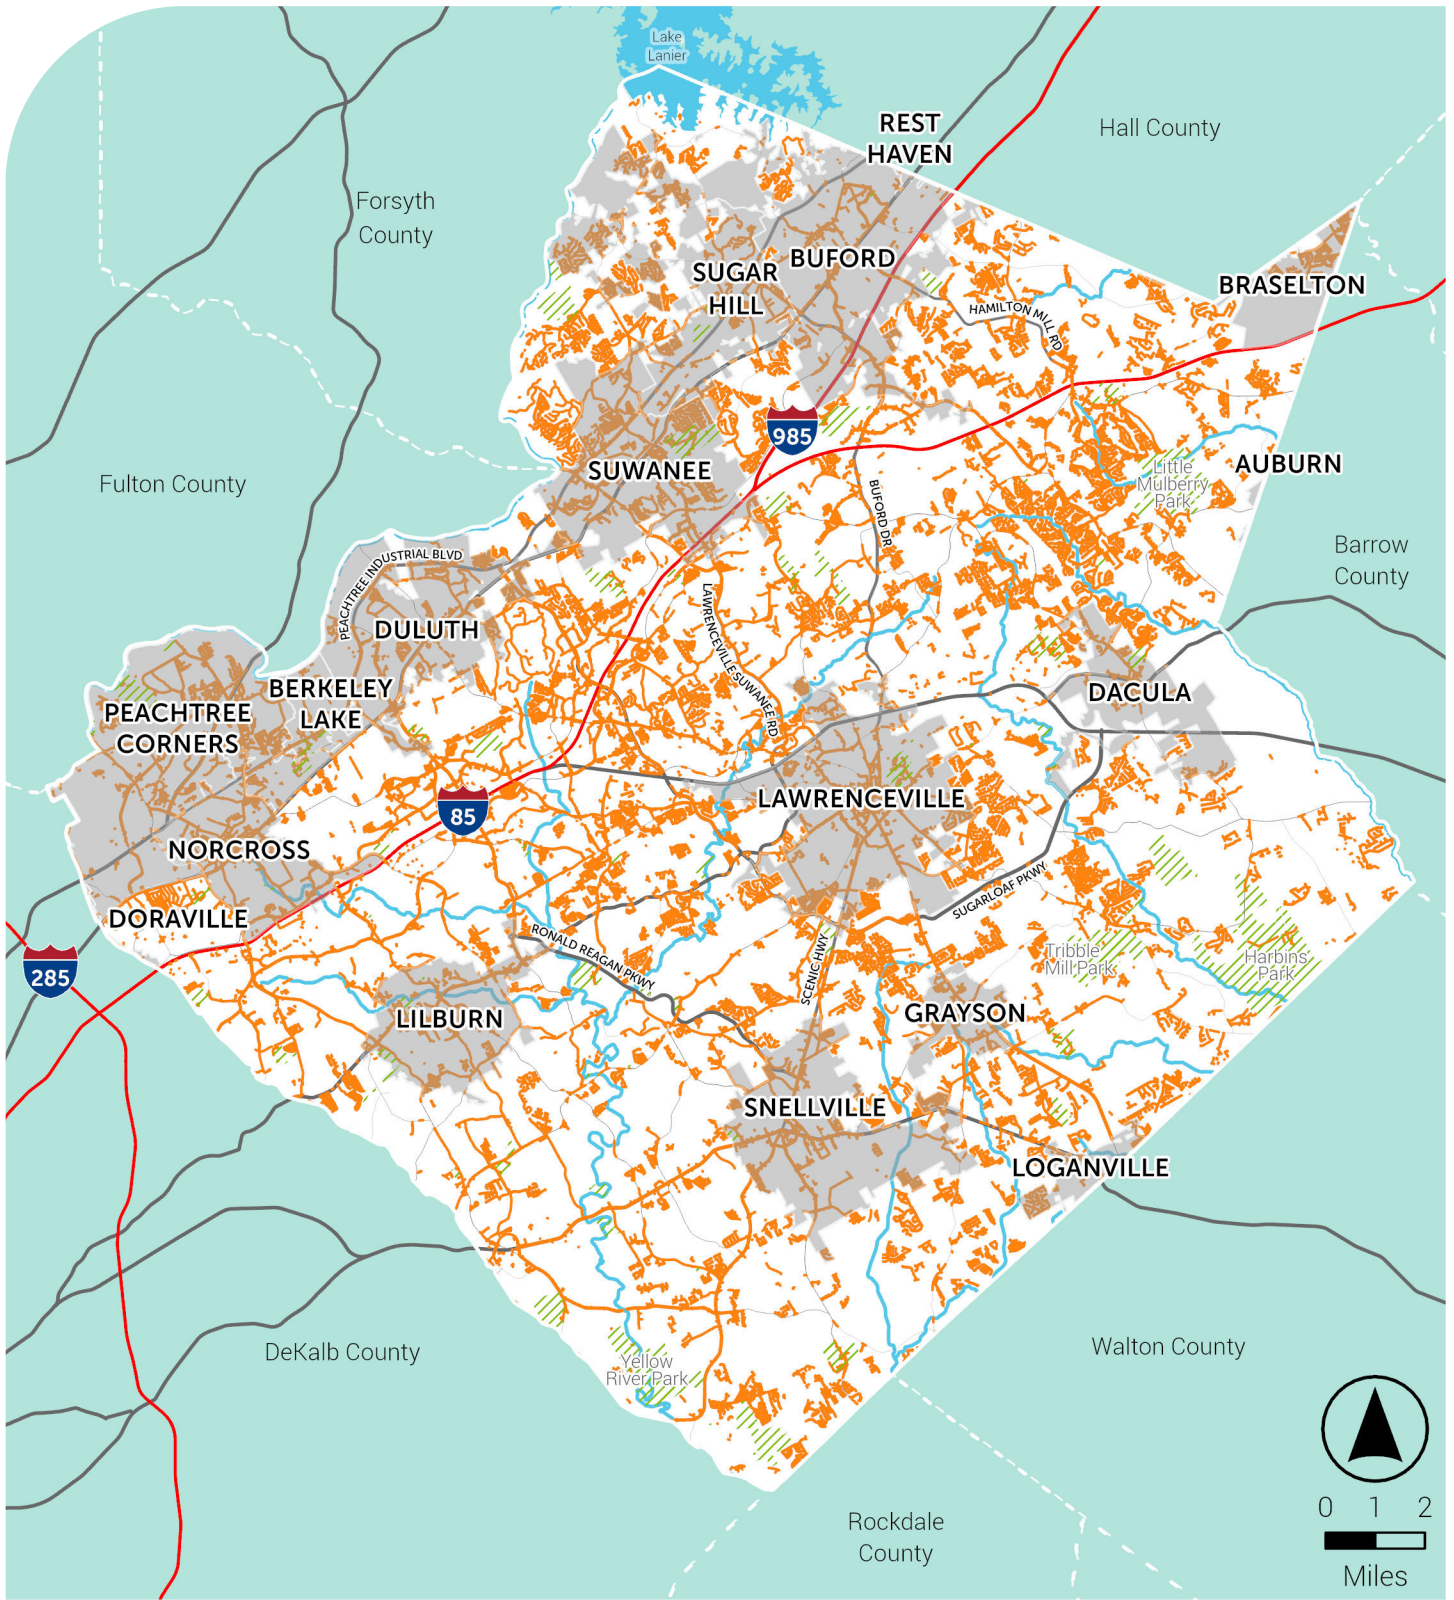 Lake
Lanier
REST
HAVEN
Hall County
Forsyth
County
SUGAR
HILL
BUFORD
BRASELTON
HAMILTON MILL RD
985
SUWANEE
Fulton County
BUFORD DR
Little
Mulberry
Park
AUBURN
Barrow
County
PEACHTREE INDUSTRIAL BLVD
DULUTH
LAWRENCEVILLE SUWANEE RD
BERKELEY
LAKE
PEACHTREE
CORNERS
DACULA
85
LAWRENCEVILLE
NORCROSS
DORAVILLE
SUGARLOAF PKWY
RONALD REAGAN PKWY
SCENIC HWY
Tribble
Mill Park
Harbins
Park
285
LILBURN
GRAYSON
SNELLVILLE
LOGANVILLE
DeKalb County
Yellow
River Park
Walton County
Rockdale
County
0 1 2
Miles